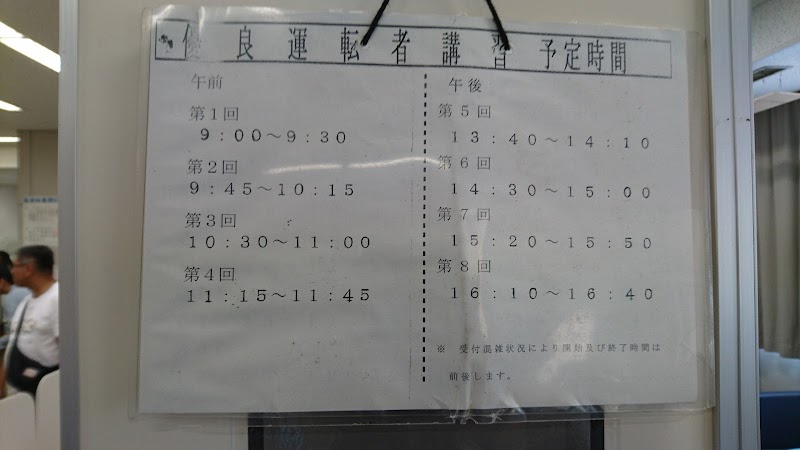 優良運転者講習予定時間
午前
第1回
9：00～9：30
第2回
9：45～10：15
第3回
10：30～11：00
第4回
11：15～11：45
午後
第5回
13：40～14：10
第6回
14：30～15：00
第7回
15：20～15：50
第8回
16：10～16：40
※ 受付混雑状況により開始及び終了時間は
前後します。